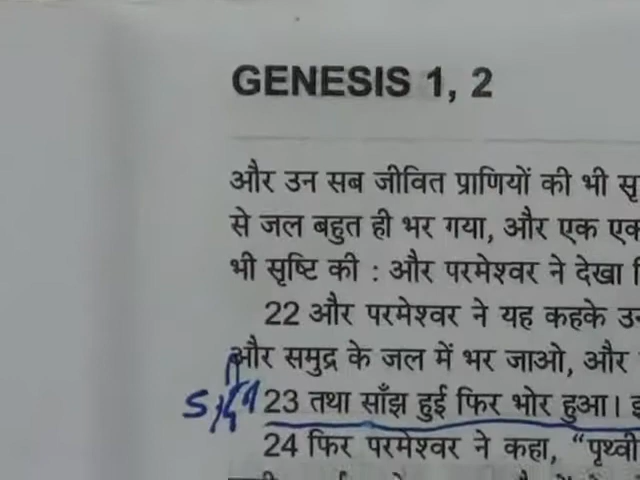 GENESIS 1, 2
और उन सब जीवित प्राणियों की भी
से जल बहुत ही भर गया, और एक
भी सृष्टि की : और परमेश्वर ने देखा
22 और परमेश्वर ने यह कहके
और समुद्र के जल में भर जाओ, और
23 तथा साँझ हुई फिर भोर हुआ।
24 फिर परमेश्वर ने कहा, “पृथ्वी